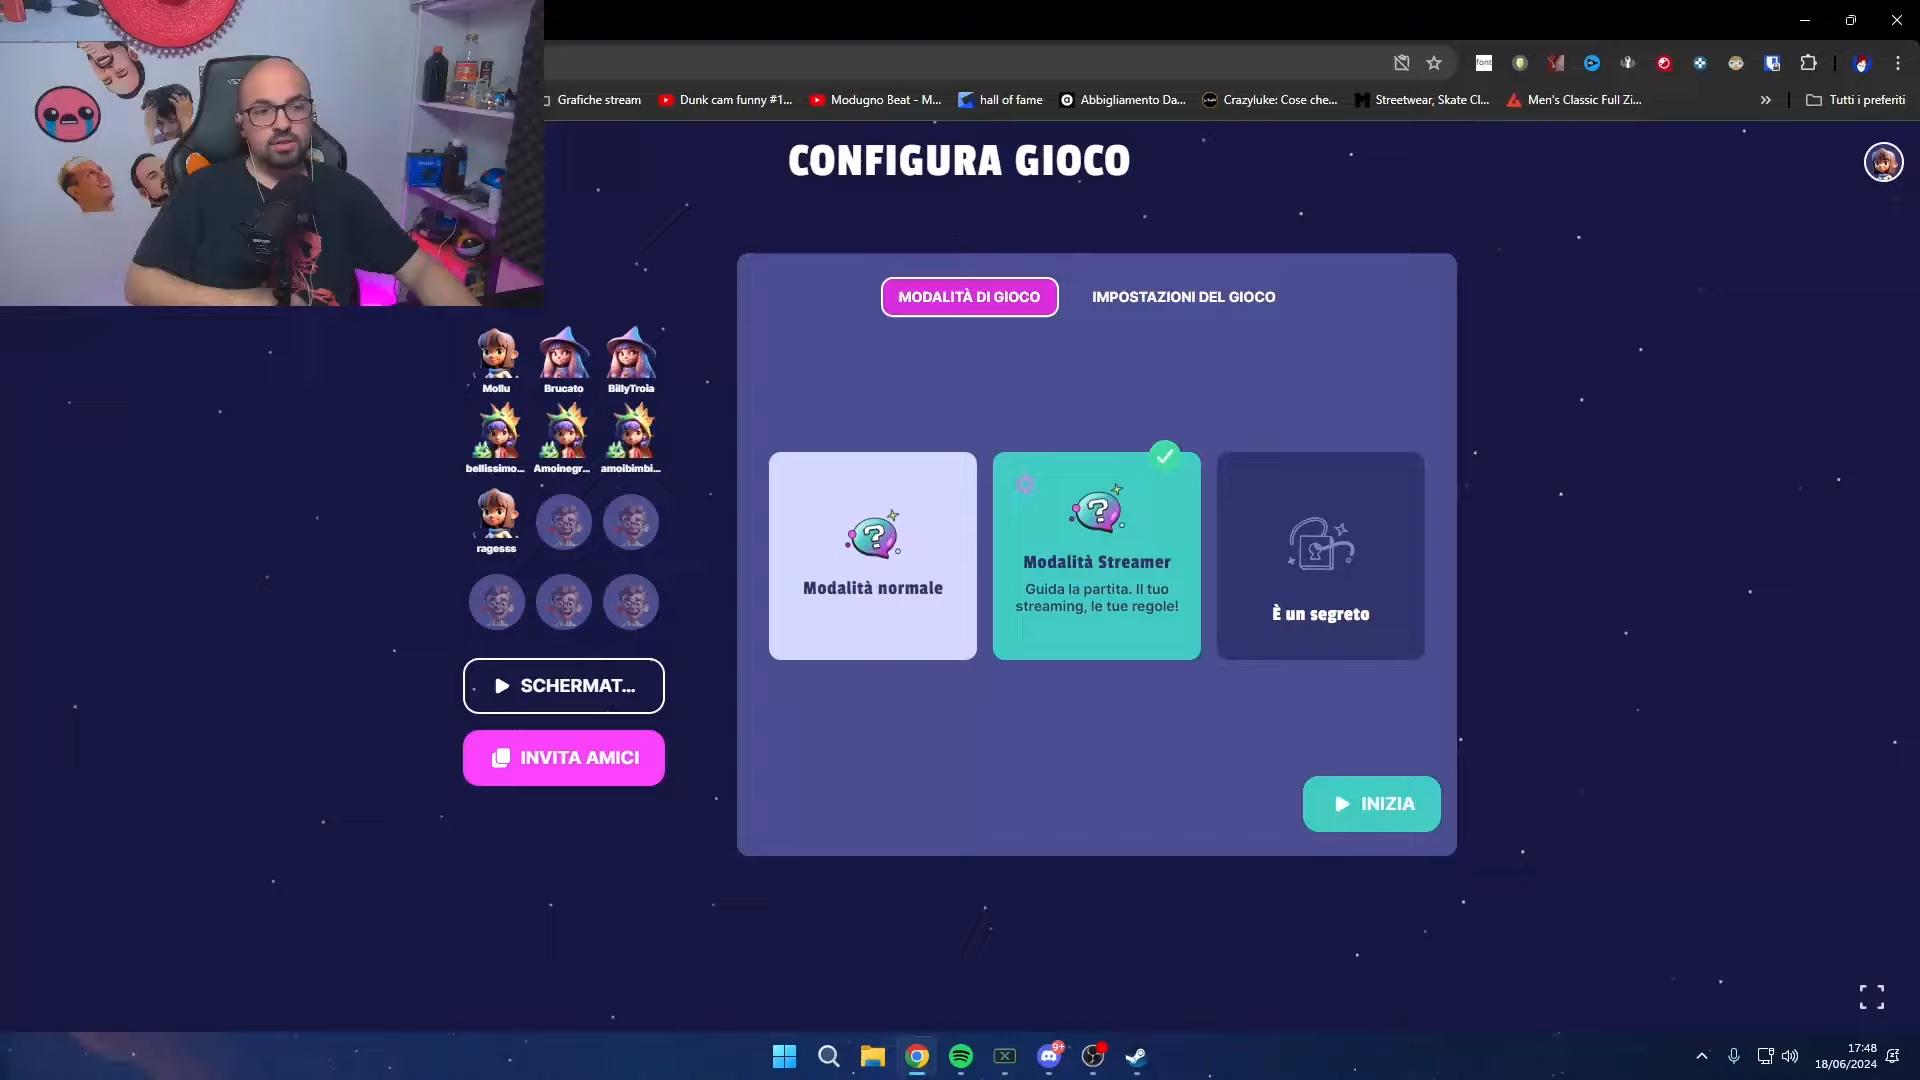 font
Grafiche stream
Dunk cam funny #1...
Modugno Beat - M...
hall of fame
Abbigliamento Da...
Crazyluke: Cose che...
Streetwear, Skate Cl...
Men's Classic Full Zi...
Tutti i preferiti
CONFIGURA GIOCO
MODALITÀ DI GIOCO
IMPOSTAZIONI DEL GIOCO
Mollu
Brucato
BillyTroia
bellissimo...
Amoinegr...
amoibimbi...
ragesss
SCHERMAT...
INVITA AMICI
Modalità normale
Modalità Streamer
Guida la partita. Il tuo
streaming, le tue regole!
È un segreto
INIZIA
9+
17:48
18/06/2024